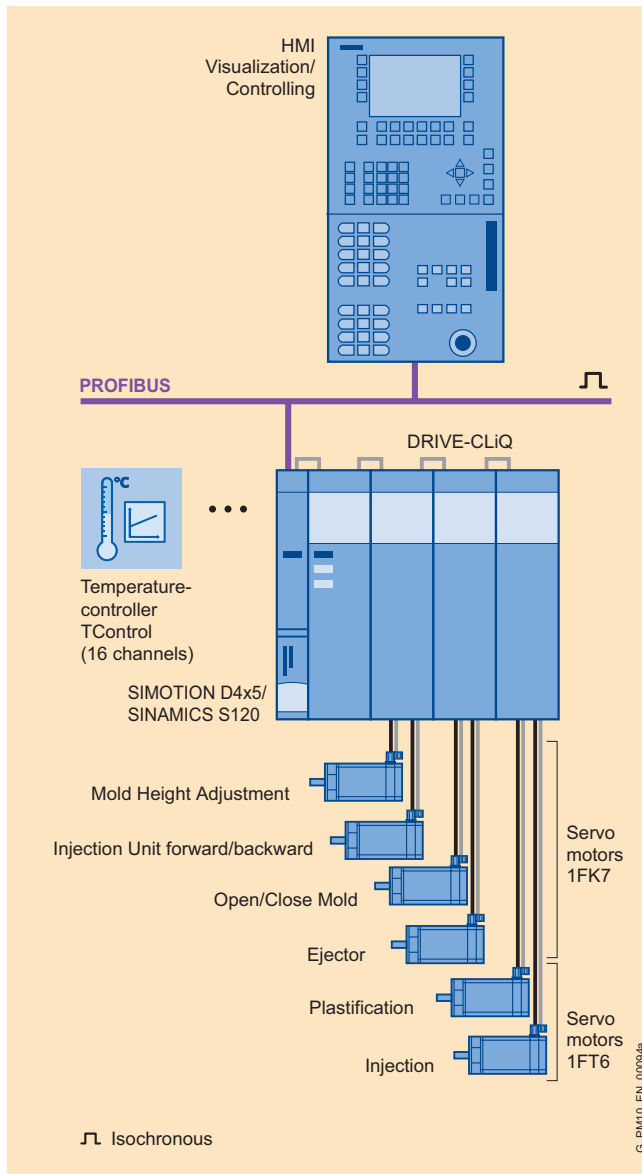 HMI
Visualization/
Controlling
PROFIBUS
DRIVE-CLiQ
°C
Temperature-
controller
TControl
(16 channels)
SIMOTION D4x5/
SINAMICS S120
Mold Height Adjustment
Injection Unit forward/backward
Open/Close Mold
Ejector
Servo
motors
1FK7
Plastification
Injection
Servo
motors
1FT6
Isochronous
G_PM10_EN_00094a